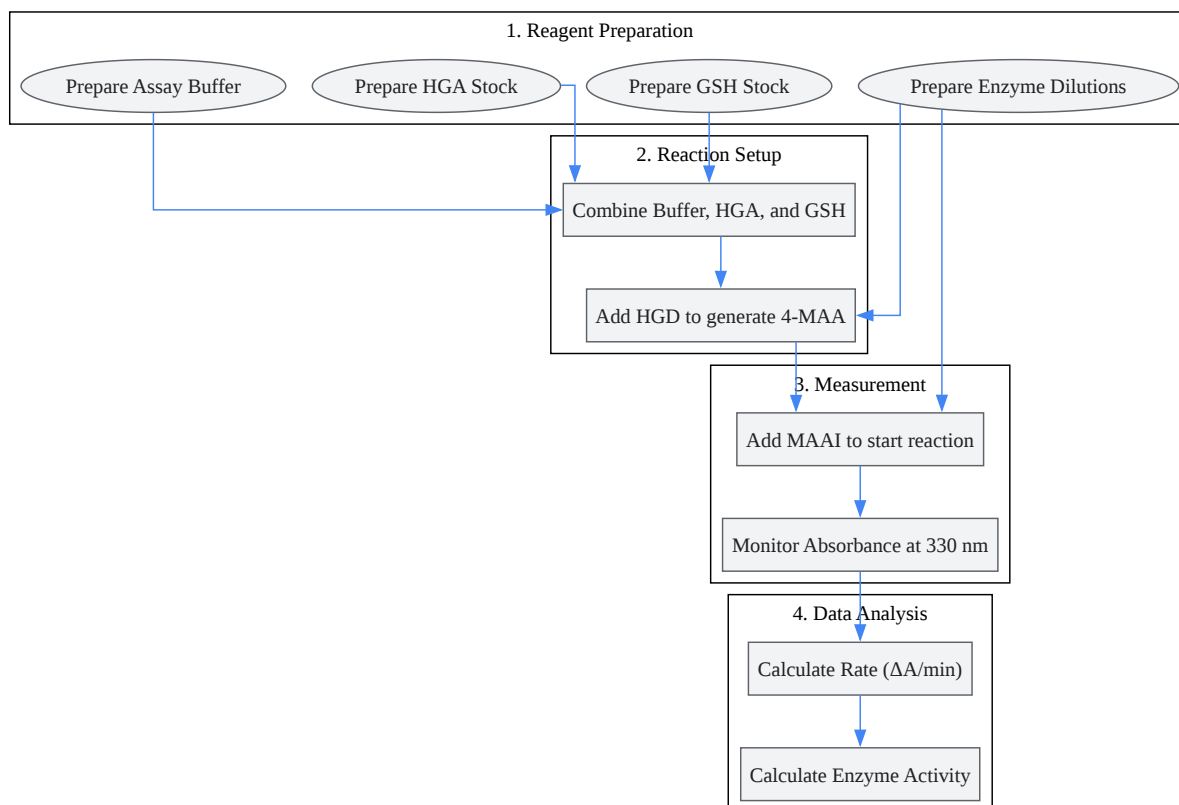 1. Reagent Preparation
Prepare Assay Buffer
Prepare HGA Stock
Prepare GSH Stock
Prepare Enzyme Dilutions
2. Reaction Setup
Combine Buffer, HGA, and GSH
Add HGD to generate 4-MAA
3. Measurement
Add MAAI to start reaction
Monitor Absorbance at 330 nm
4. Data Analysis
Calculate Rate (ΔA/min)
Calculate Enzyme Activity